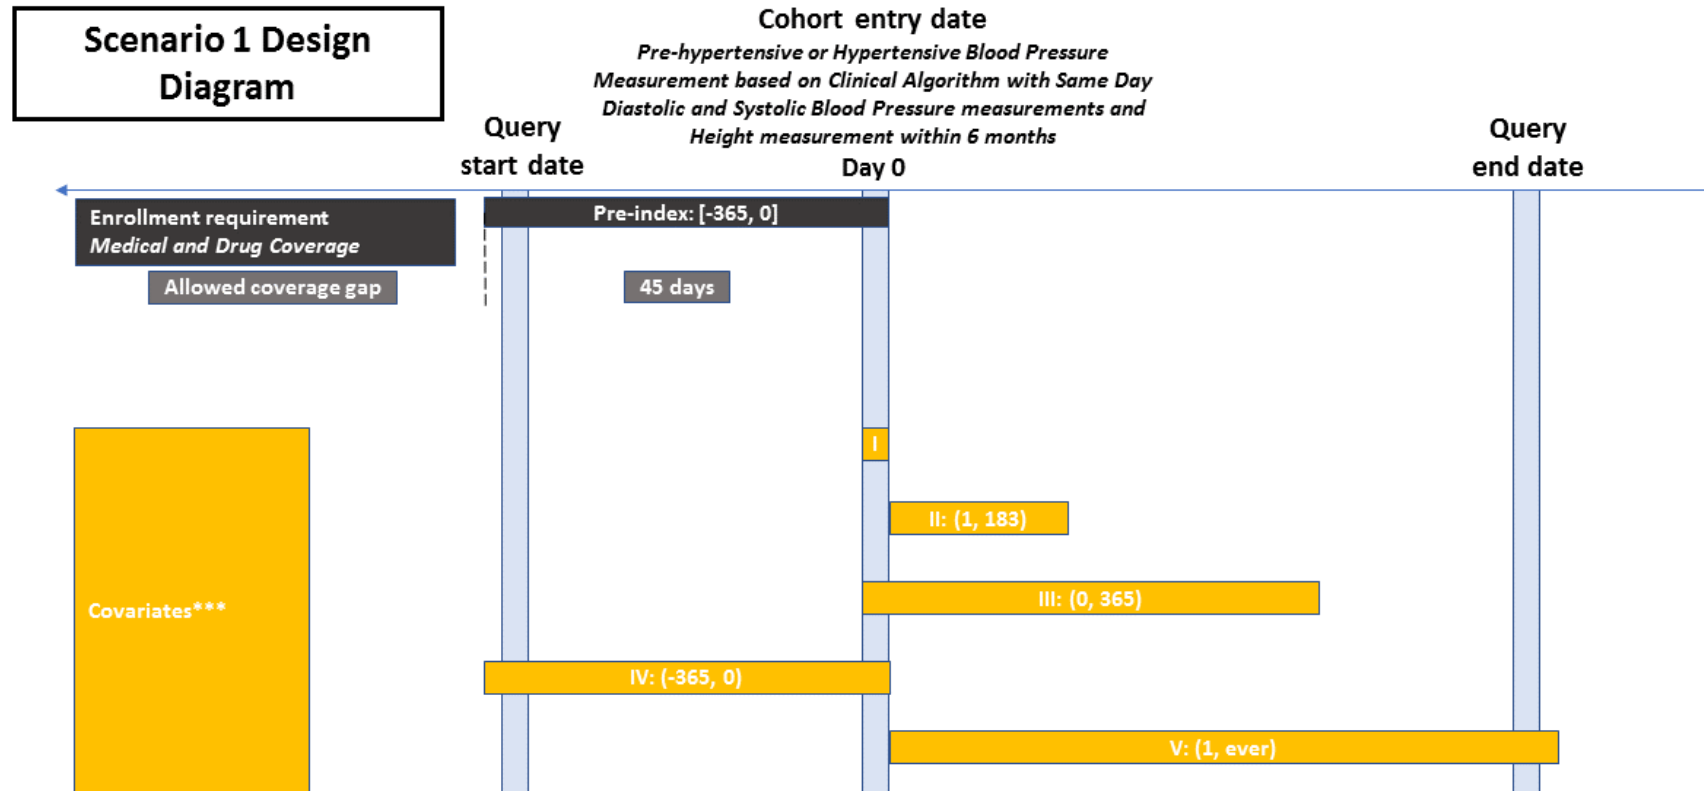 Scenario 1 Design
Diagram
Cohort entry date
Pre-hypertensive or Hypertensive Blood Pressure
Measurement based on Clinical Algorithm with Same Day
Diastolic and Systolic Blood Pressure measurements and
Height measurement within 6 months
Query
start date
Day 0
Query
end date
Enrollment requirement
Medical and Drug Coverage
Pre-index: [-365, 0]
Allowed coverage gap
45 days
I
II: (1, 183)
Covariates***
III: (0, 365)
IV: (-365, 0)
V: (1, ever)